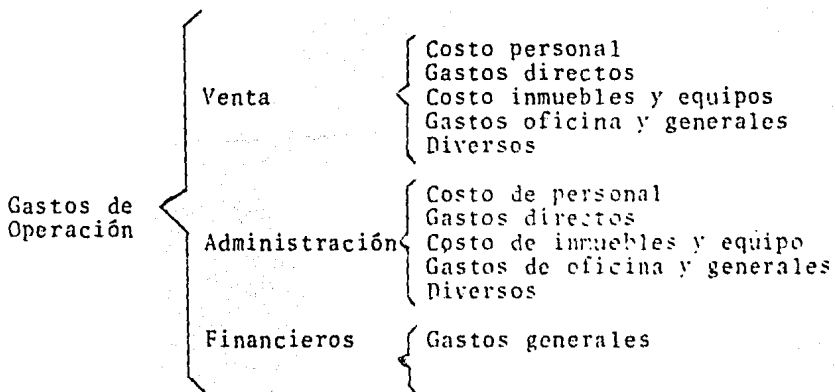 Gastos de
Operación
Venta
Costo personal
Gastos directos
Costo inmuebles y equipos
Gastos oficina y generales
Diversos
Administración
Costo de personal
Gastos directos
Costo de inmuebles y equipo
Gastos de oficina y generales
Diversos
Financieros
Gastos generales